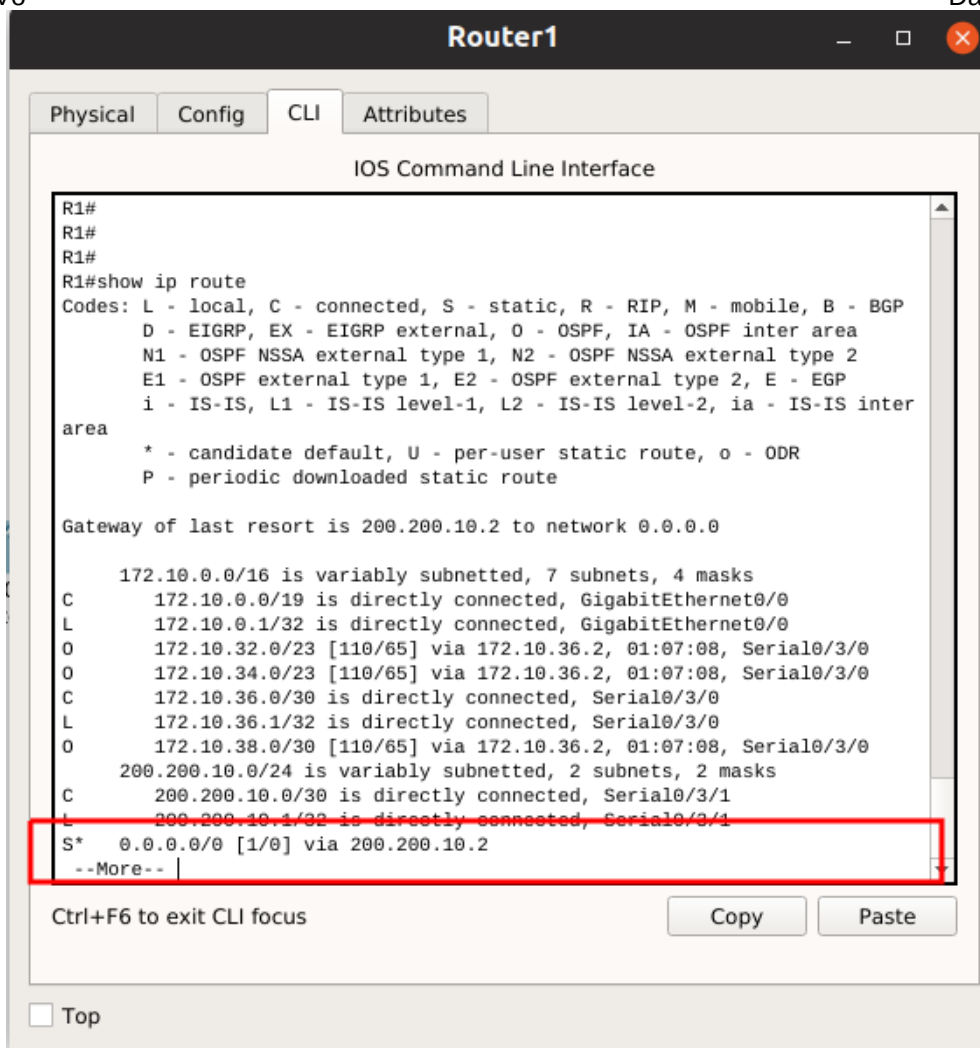 Router1
Physical Config CLI Attributes
IOS Command Line Interface
R1#
R1#
R1#
R1#show ip route
Codes: L - local, C - connected, S - static, R - RIP, M - mobile, B - BGP
D - EIGRP, EX - EIGRP external, O - OSPF, IA - OSPF inter area
N1 - OSPF NSSA external type 1, N2 - OSPF NSSA external type 2
E1 - OSPF external type 1, E2 - OSPF external type 2, E - EGP
i - IS-IS, L1 - IS-IS level-1, L2 - IS-IS level-2, ia - IS-IS inter
area
* - candidate default, U - per-user static route, o - ODR
P - periodic downloaded static route
Gateway of last resort is 200.200.10.2 to network 0.0.0.0
172.10.0.0/16 is variably subnetted, 7 subnets, 4 masks
C 172.10.0.0/19 is directly connected, GigabitEthernet0/0
L 172.10.0.1/32 is directly connected, GigabitEthernet0/0
O 172.10.32.0/23 [110/65] via 172.10.36.2, 01:07:08, Serial0/3/0
O 172.10.34.0/23 [110/65] via 172.10.36.2, 01:07:08, Serial0/3/0
C 172.10.36.0/30 is directly connected, Serial0/3/0
L 172.10.36.1/32 is directly connected, Serial0/3/0
O 172.10.38.0/30 [110/65] via 172.10.36.2, 01:07:08, Serial0/3/0
200.200.10.0/24 is variably subnetted, 2 subnets, 2 masks
C 200.200.10.0/30 is directly connected, Serial0/3/1
L 200.200.10.1/32 is directly connected, Serial0/3/1
S* 0.0.0.0/0 [1/0] via 200.200.10.2
--More--
Ctrl+F6 to exit CLI focus Copy Paste
Top